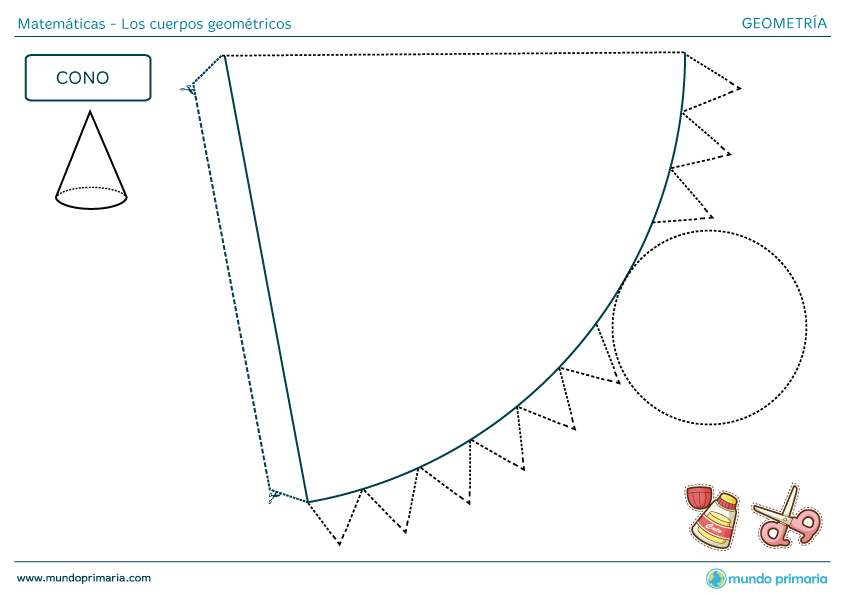 Matemáticas - Los cuerpos geométricos
GEOMETRÍA
CONO
www.mundoprimaria.com
mundo primaria